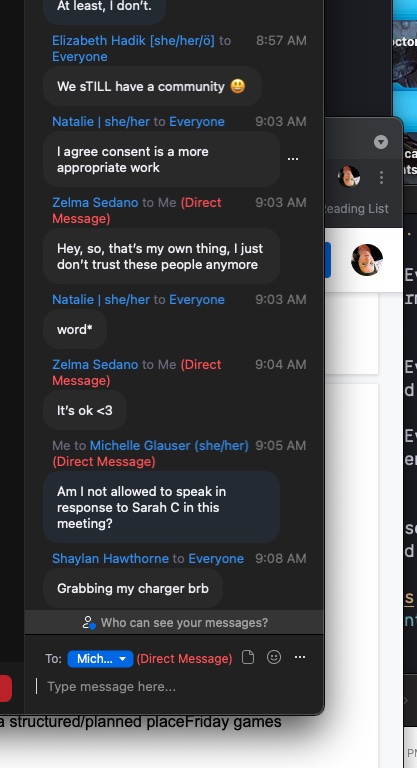 At least, I don't.
Elizabeth Hadik [she/her/ö] to 8:57 AM
Everyone
We sTILL have a community 😃
Natalie | she/her to Everyone 9:03 AM
I agree consent is a more
appropriate work
Zelma Sedano to Me (Direct 9:03 AM
Message)
Hey, so, that's my own thing, I just
don't trust these people anymore
Natalie | she/her to Everyone 9:03 AM
word*
Zelma Sedano to Me (Direct 9:04 AM
Message)
It's ok <3
Me to Michelle Glauser (she/her) 9:05 AM
(Direct Message)
Am I not allowed to speak in
response to Sarah C in this
meeting?
Shaylan Hawthorne to Everyone 9:08 AM
Grabbing my charger brb
Who can see your messages?
To: Mich... (Direct Message)
Type message here...
a structured/planned placeFriday games
Reading List